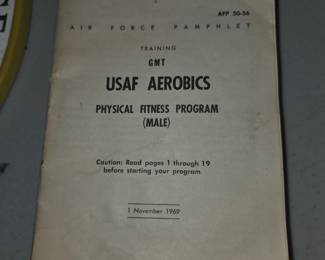 AFP 50-56
AIR FORCE PAMPHLET
TRAINING
GMT
USAF AEROBICS
PHYSICAL FITNESS PROGRAM
(MALE)
Caution: Read pages 1 through 19
before starting your program
1 November 1969